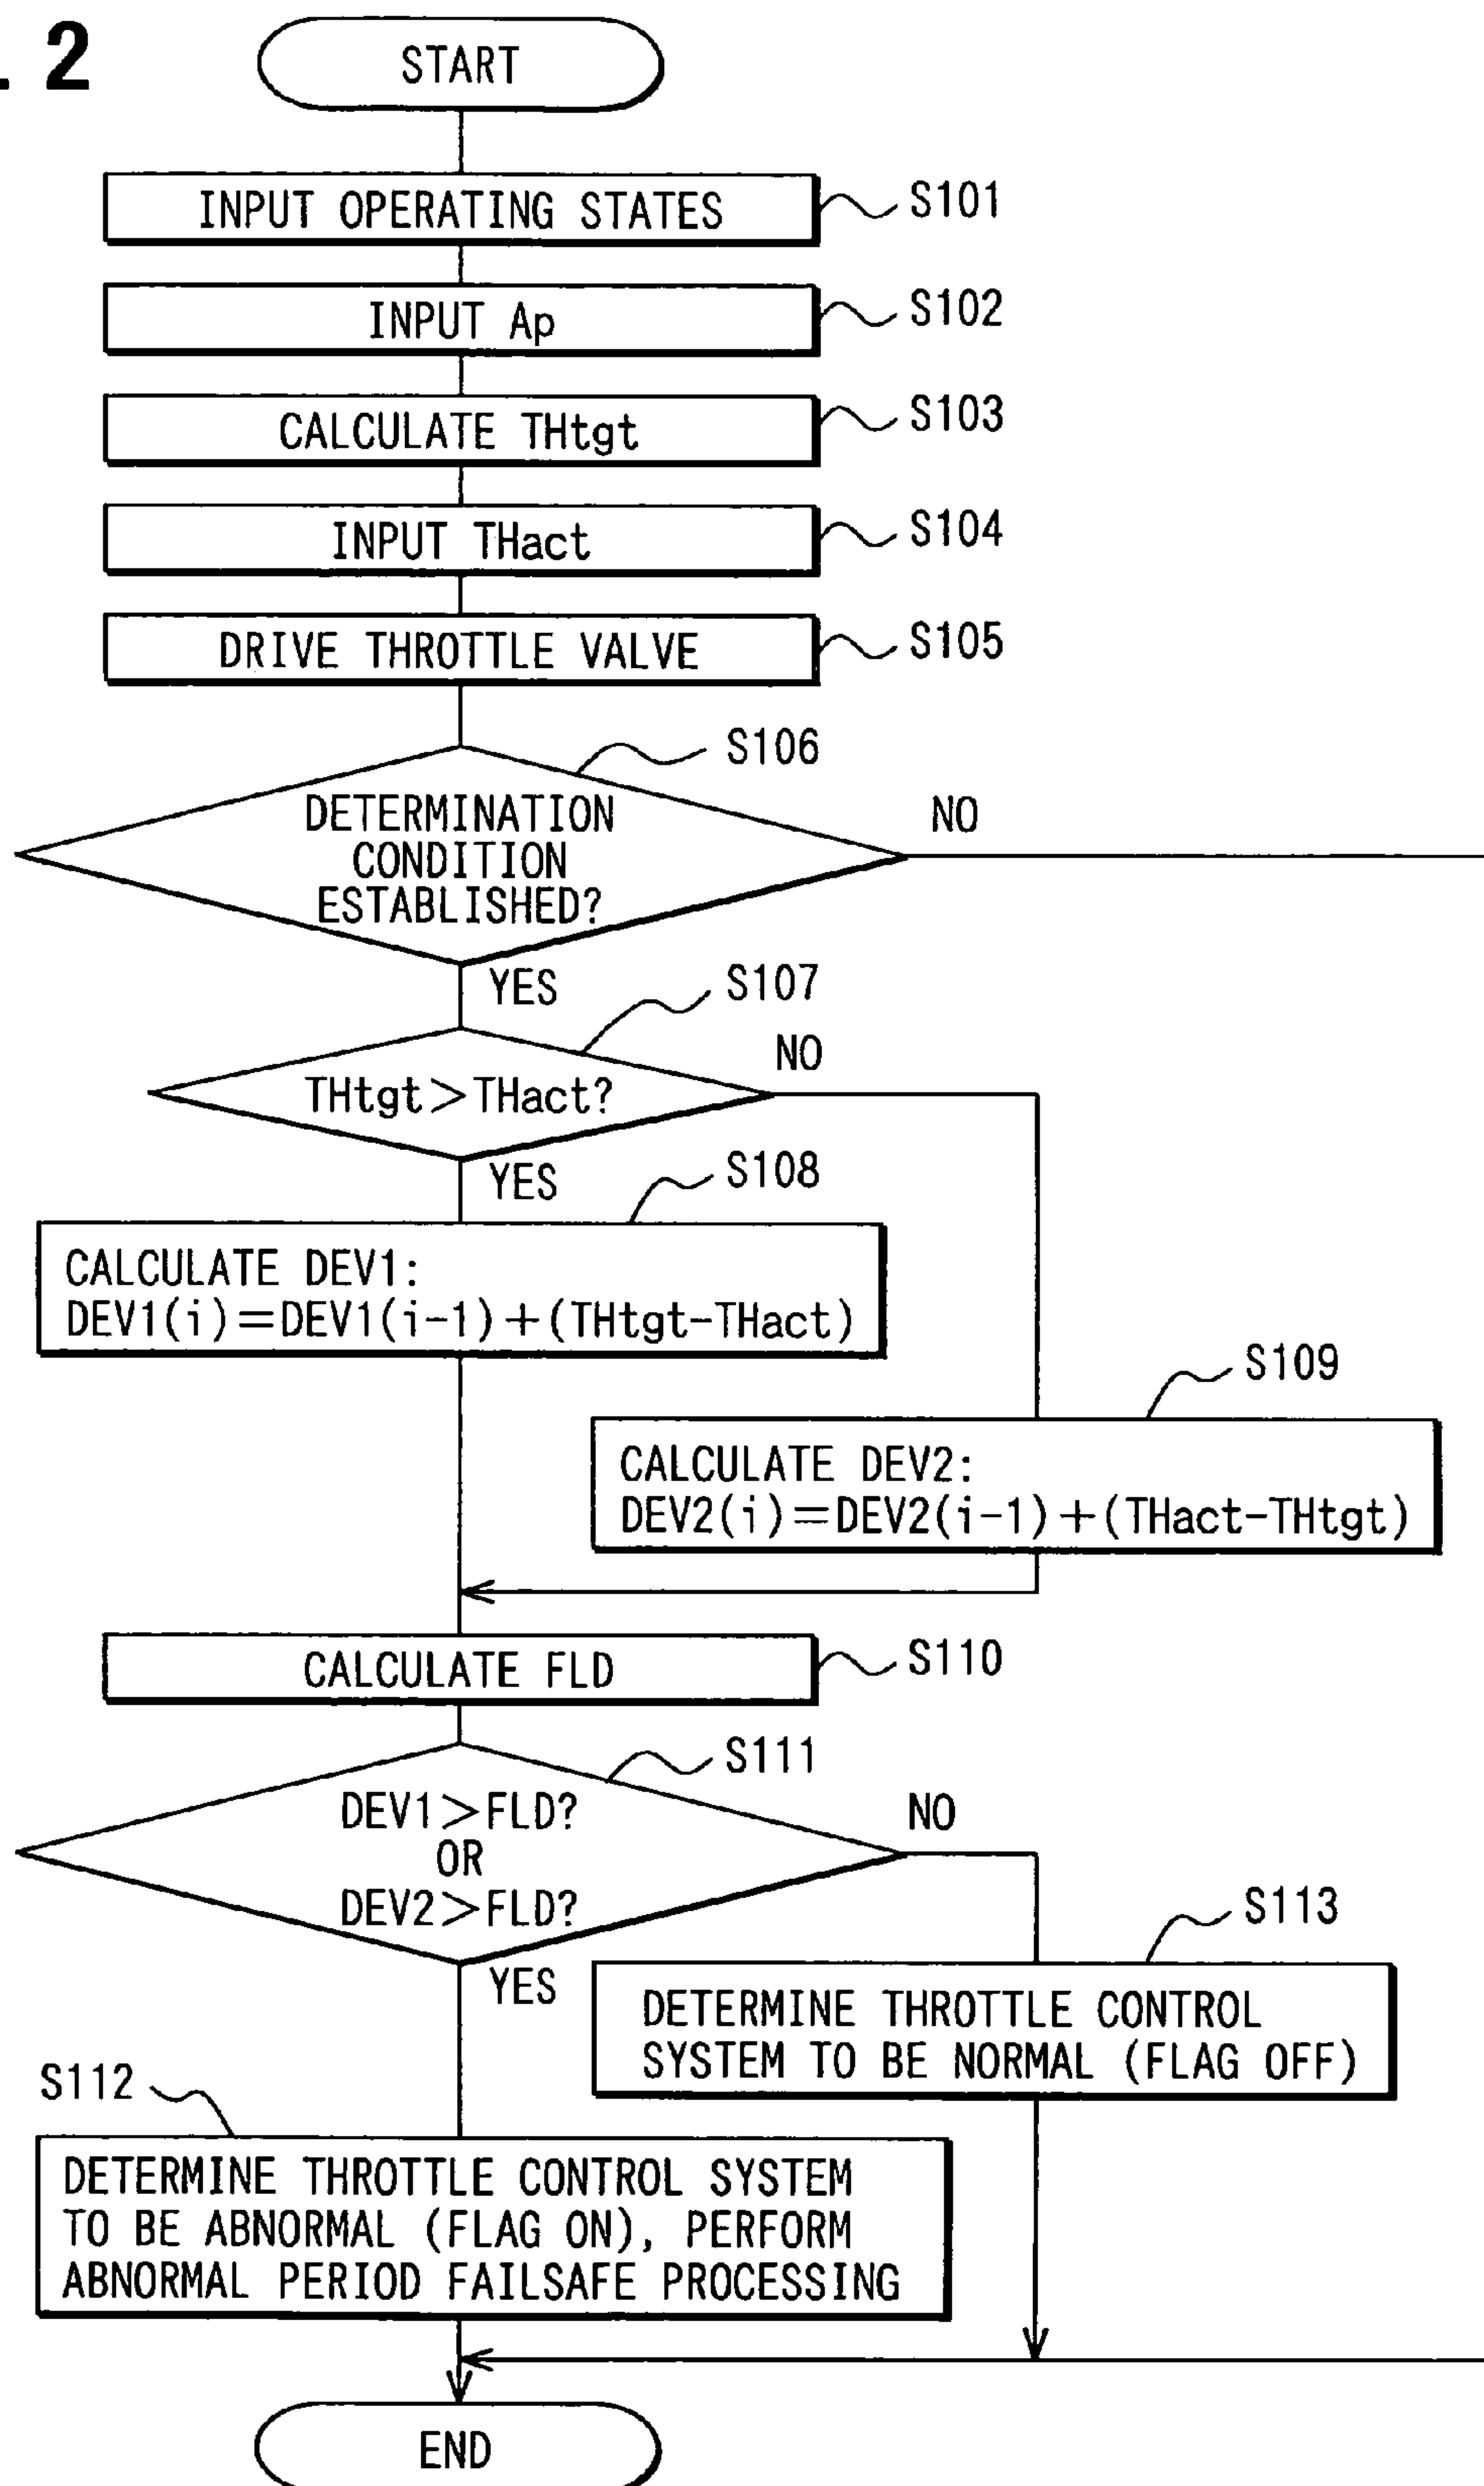 . 2
START
INPUT OPERATING STATES
S101
INPUT Ap
S102
CALCULATE THtgt
S103
INPUT THact
S104
DRIVE THROTTLE VALVE
S105
S106
DETERMINATION
CONDITION
ESTABLISHED?
NO
YES
S107
THtgt>THact?
NO
YES
S108
CALCULATE DEV1:
DEV1(i)=DEV1(i-1)+(THtgt-THact)
S109
CALCULATE DEV2:
DEV2(i)=DEV2(i-1)+(THact-THtgt)
CALCULATE FLD
S110
S111
DEV1>FLD?
OR
DEV2>FLD?
NO
YES
S113
DETERMINE THROTTLE CONTROL
SYSTEM TO BE NORMAL (FLAG OFF)
S112
DETERMINE THROTTLE CONTROL SYSTEM
TO BE ABNORMAL (FLAG ON), PERFORM
ABNORMAL PERIOD FAILSAFE PROCESSING
END